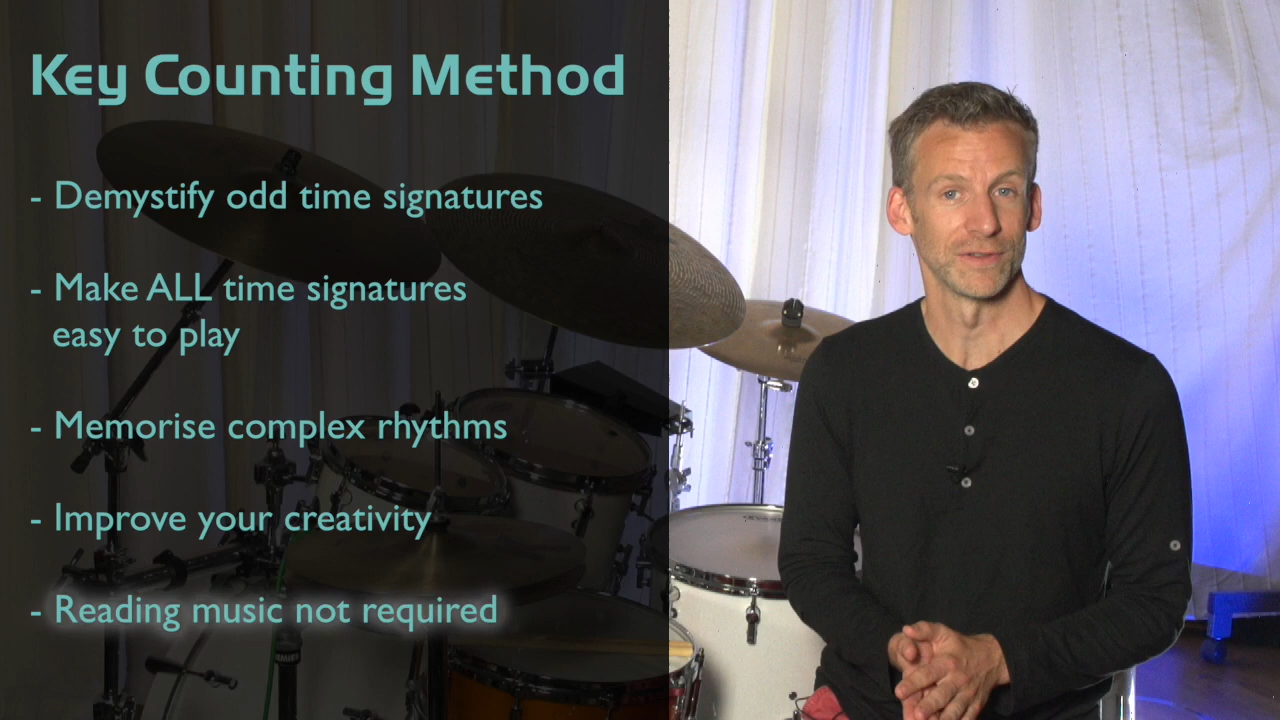 Key Counting Method
- Demystify odd time signatures
- Make ALL time signatures
easy to play
- Memorise complex rhythms
- Improve your creativity
- Reading music not required